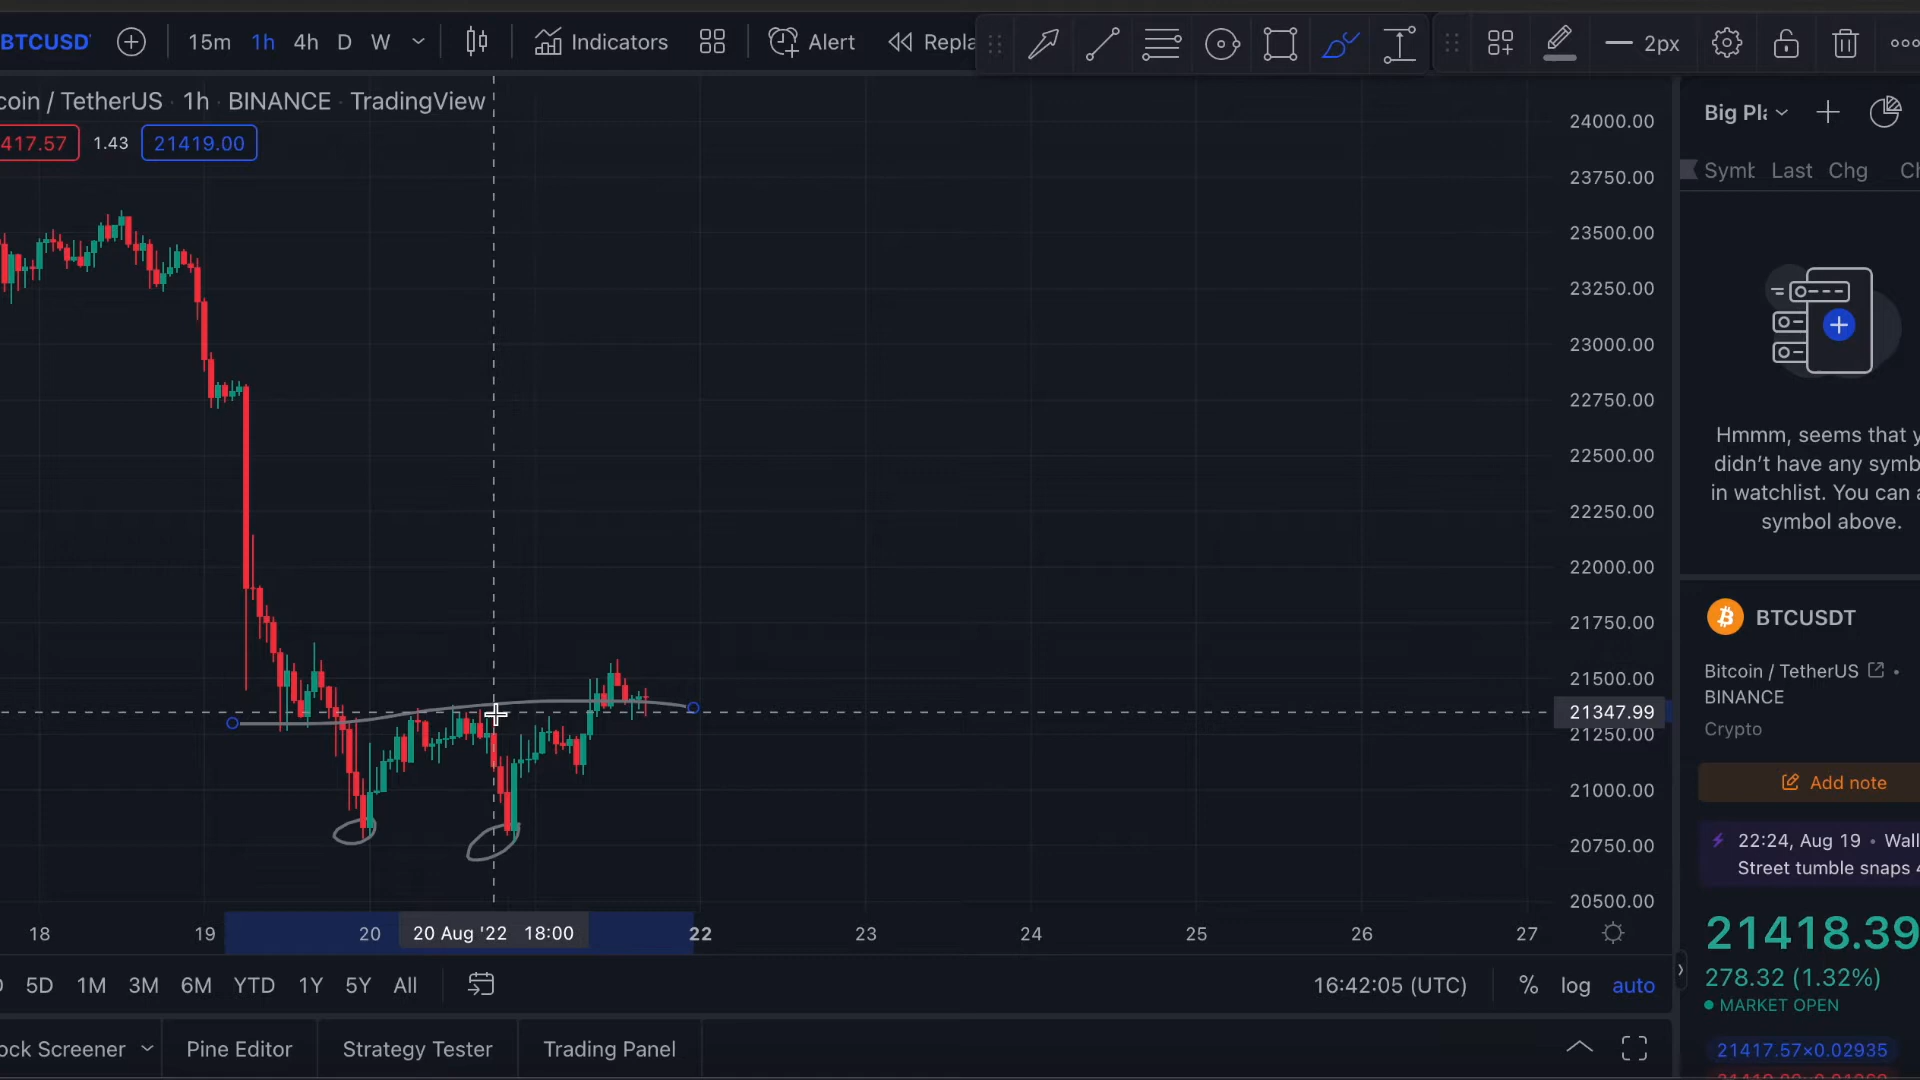 BTCUSD
15m 1h 4h D W Indicators Alert Repla 2px
coin / TetherUS · 1h · BINANCE · TradingView
417.57 1.43 21419.00
24000.00
23750.00
23500.00
23250.00
23000.00
22750.00
22500.00
22250.00
22000.00
21750.00
21500.00
21347.99
21250.00
21000.00
20750.00
20500.00
18 19 20 20 Aug '22 18:00 22 23 24 25 26 27
5D 1M 3M 6M YTD 1Y 5Y All 16:42:05 (UTC) % log auto
ock Screener Pine Editor Strategy Tester Trading Panel
Big Pl
Symb Last Chg Ch
Hmmm, seems that y
didn't have any symb
in watchlist. You can a
symbol above.
BTCUSDT
Bitcoin / TetherUS •
BINANCE
Crypto
Add note
22:24, Aug 19 • Wall
Street tumble snaps 4
21418.39
278.32 (1.32%)
MARKET OPEN
21417.57×0.02935